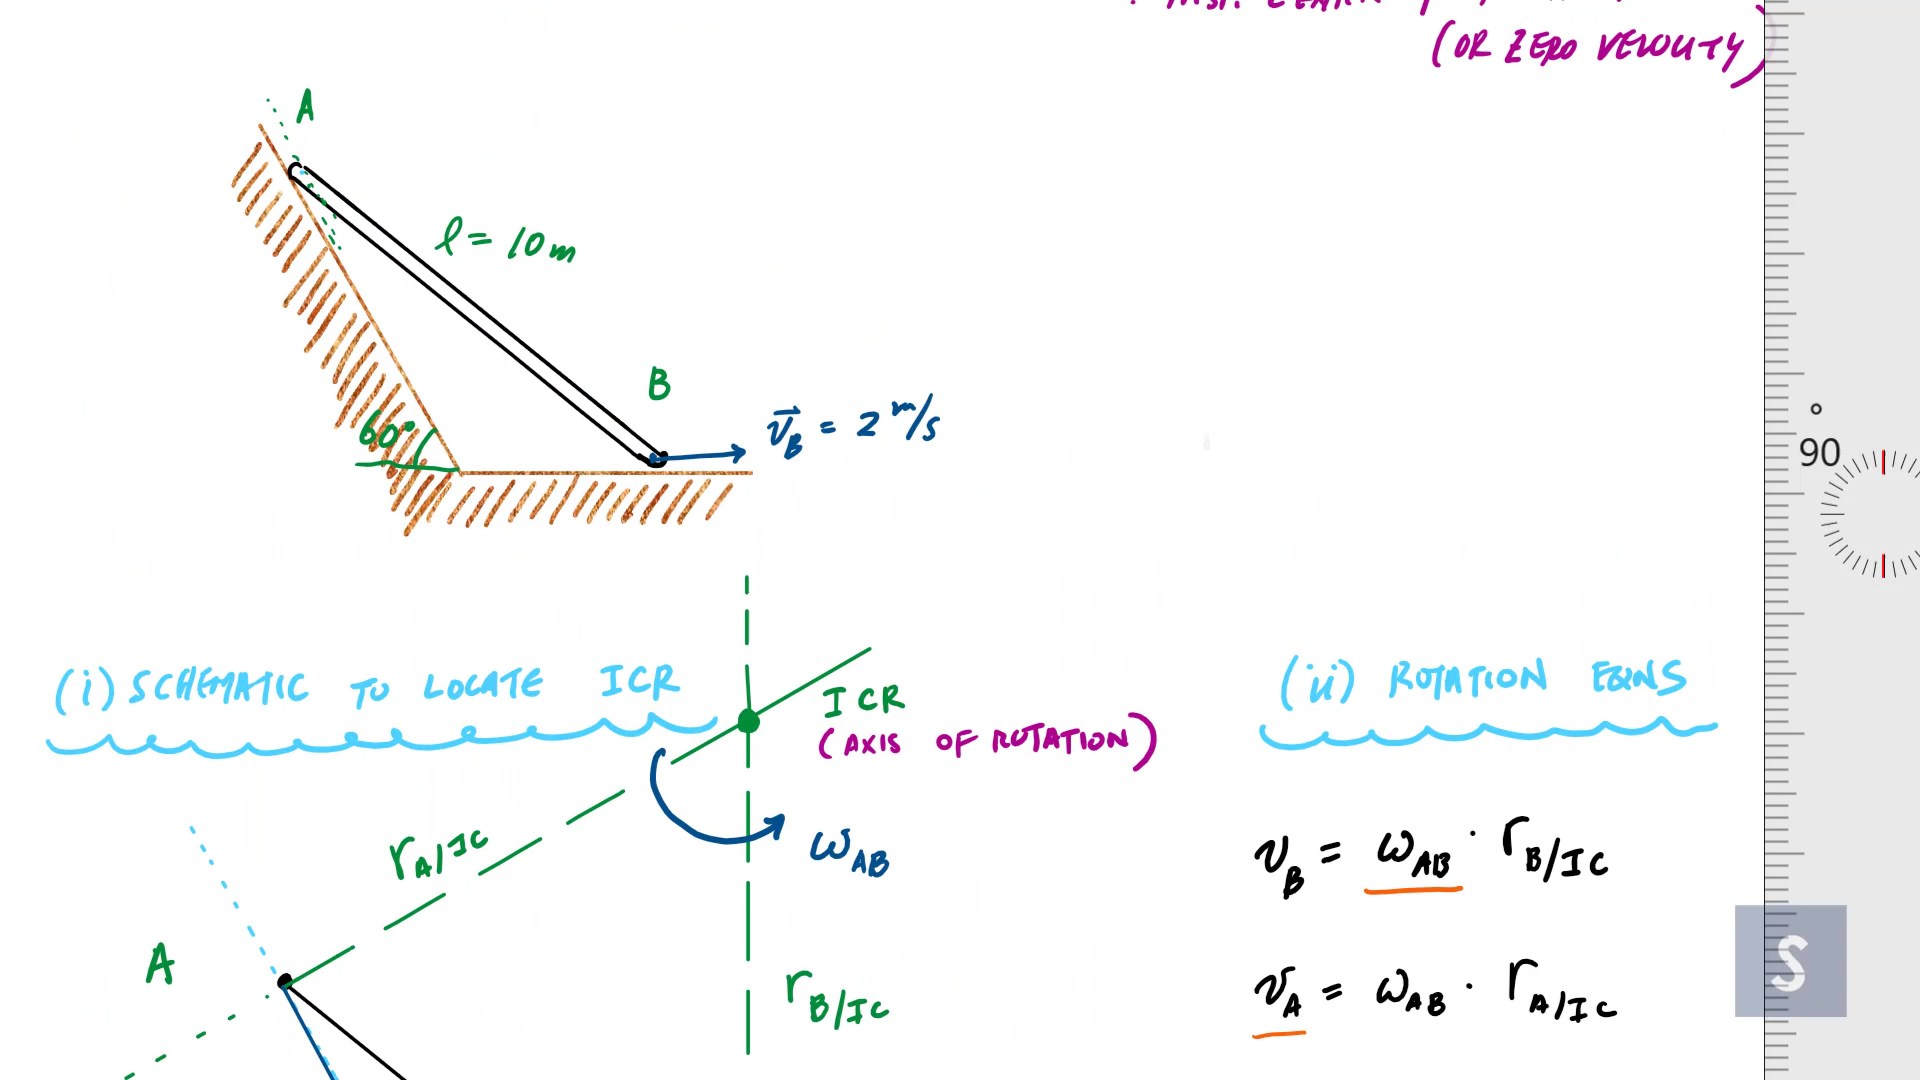 (OR ZERO VELOCITY)
A
l = 10m
B
v⃗_B = 2 m/s
60°
90
(i) SCHEMATIC TO LOCATE ICR
(ii) ROTATION EQNS
ICR
(AXIS OF ROTATION)
r_A/IC
ω_AB
v_B = ω_AB · r_B/IC
A
r_B/IC
v_A = ω_AB · r_A/IC
S